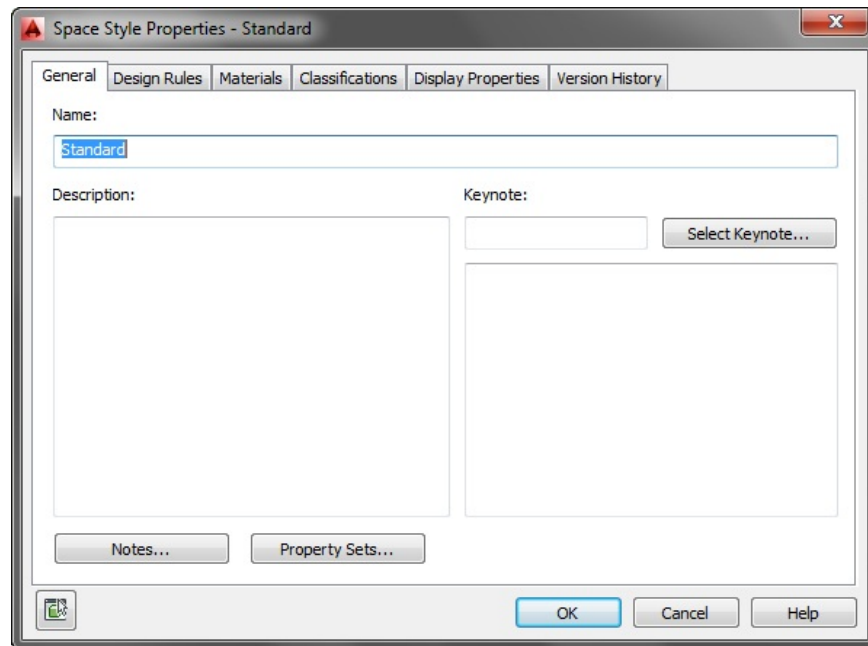 Space Style Properties - Standard
General Design Rules Materials Classifications Display Properties Version History
Name:
Standard
Description: Keynote:
Select Keynote...
Notes... Property Sets...
OK Cancel Help